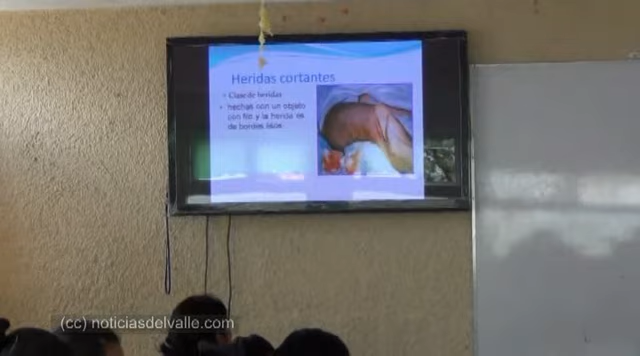 Heridas cortantes
• Clase de heridas
• hechas con un objeto
con filo y la herida es
de bordes lisos.
(cc) noticiasdelvalle.com